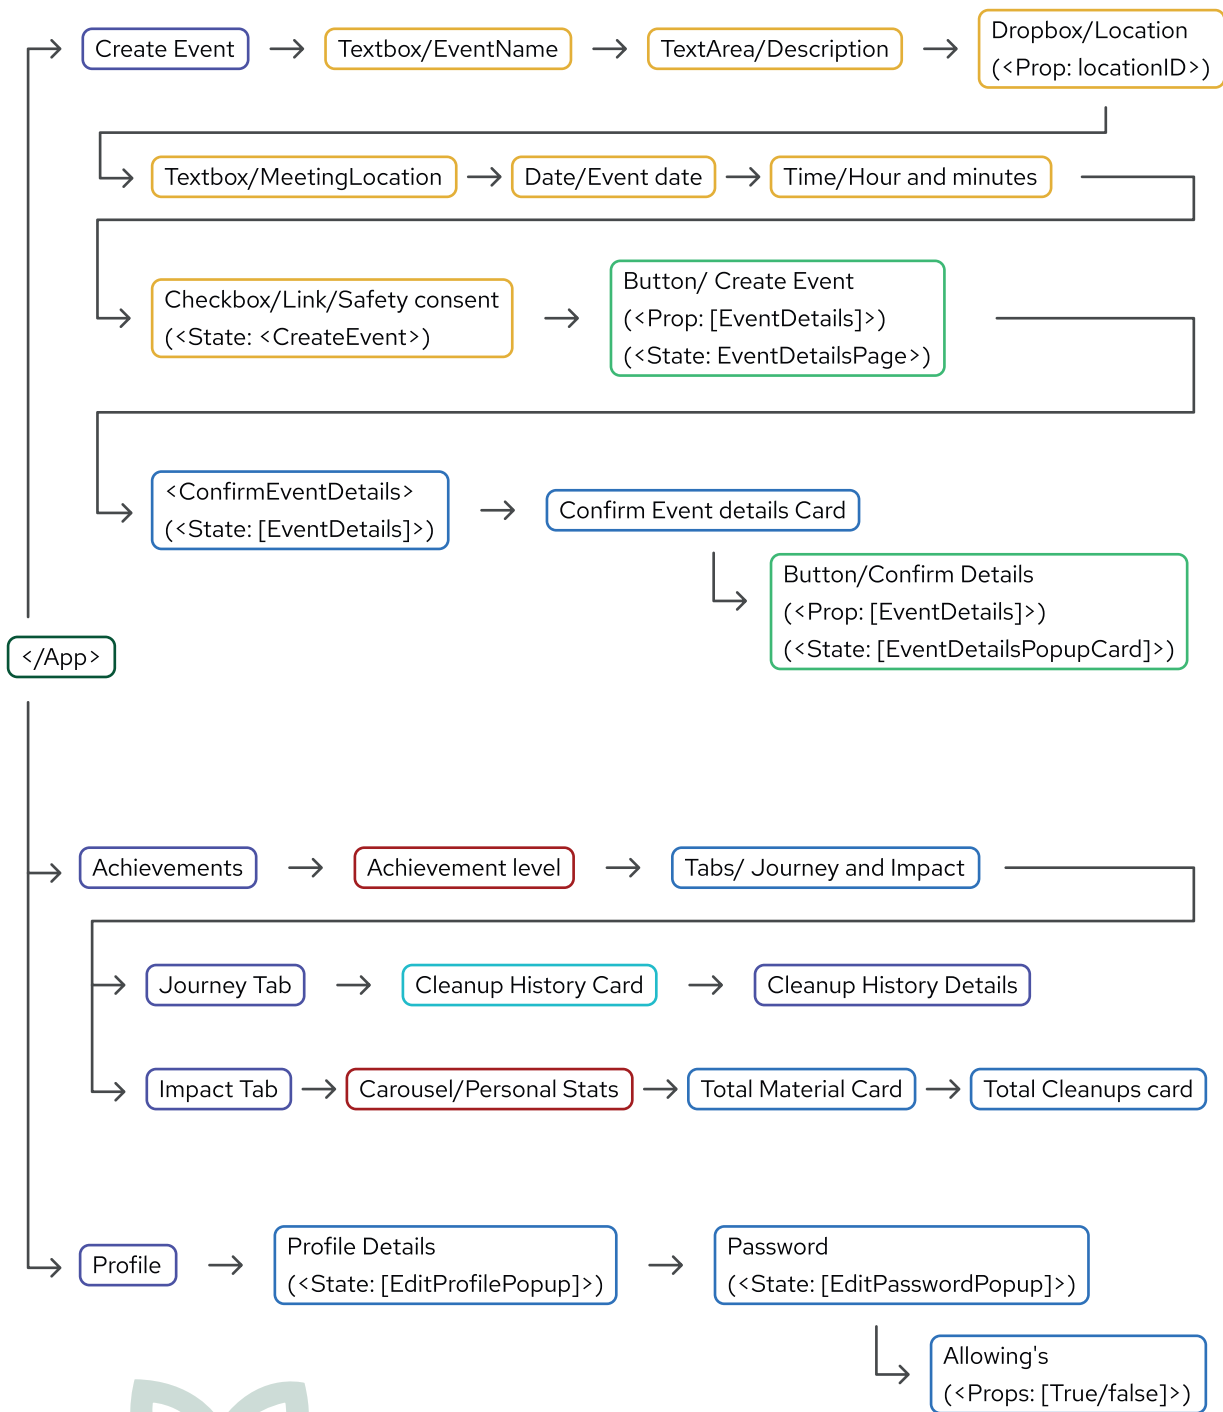 Create Event
Textbox/EventName
TextArea/Description
Dropbox/Location
(<Prop: locationID>)
Textbox/MeetingLocation
Date/Event date
Time/Hour and minutes
Checkbox/Link/Safety consent
(<State: <CreateEvent>)
Button/ Create Event
(<Prop: [EventDetails]>)
(<State: EventDetailsPage>)
<ConfirmEventDetails>
(<State: [EventDetails]>)
Confirm Event details Card
Button/Confirm Details
(<Prop: [EventDetails]>)
(<State: [EventDetailsPopupCard]>)
</App>
Achievements
Achievement level
Tabs/ Journey and Impact
Journey Tab
Cleanup History Card
Cleanup History Details
Impact Tab
Carousel/Personal Stats
Total Material Card
Total Cleanups card
Profile
Profile Details
(<State: [EditProfilePopup]>)
Password
(<State: [EditPasswordPopup]>)
Allowing's
(<Props: [True/false]>)